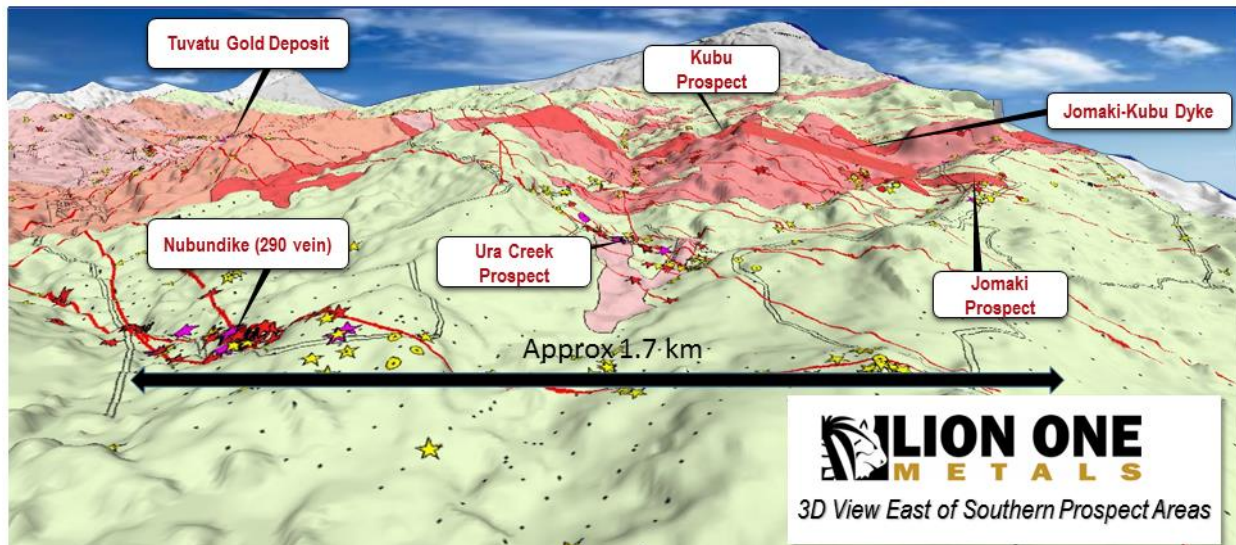 Tuvatu Gold Deposit
Kubu
Prospect
Jomaki-Kubu Dyke
Nubundike (290 vein)
Ura Creek
Prospect
Jomaki
Prospect
Approx 1.7 km
LION ONE
METALS
3D View East of Southern Prospect Areas